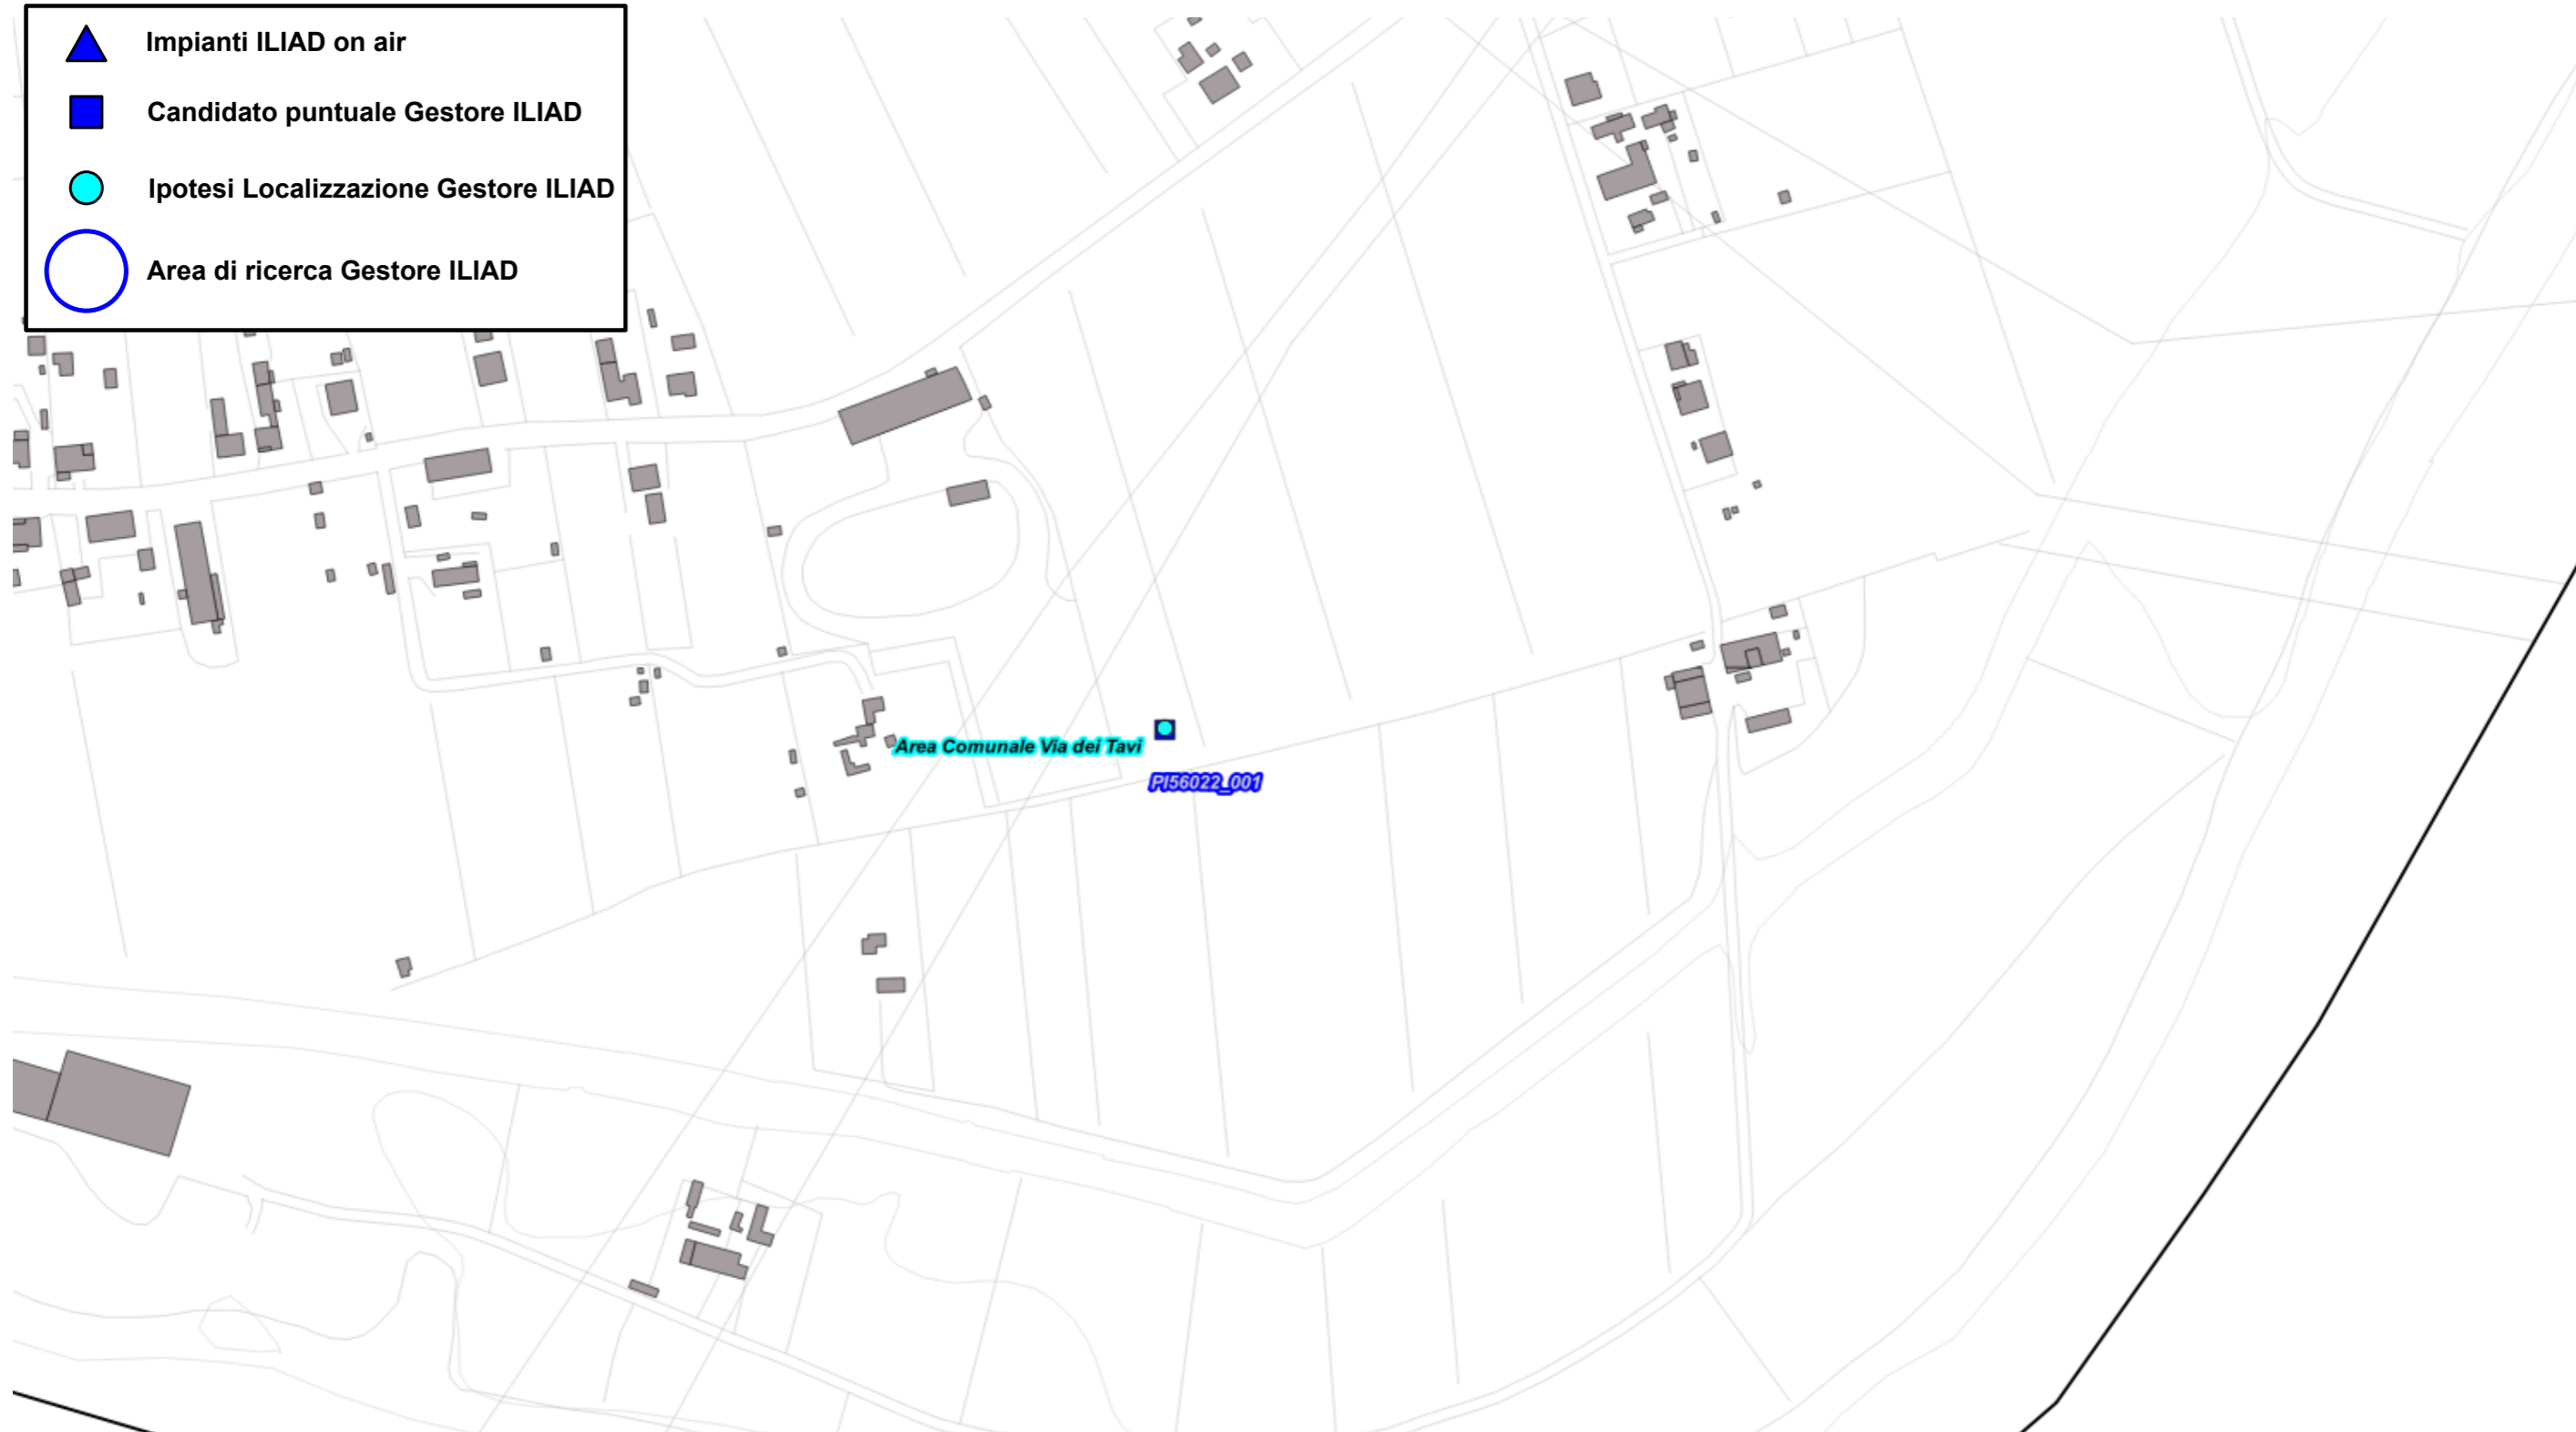 Impianti ILIAD on air
Candidato puntuale Gestore ILIAD
Ipotesi Localizzazione Gestore ILIAD
Area di ricerca Gestore ILIAD
Area Comunale Via dei Tavi
PI56022_001